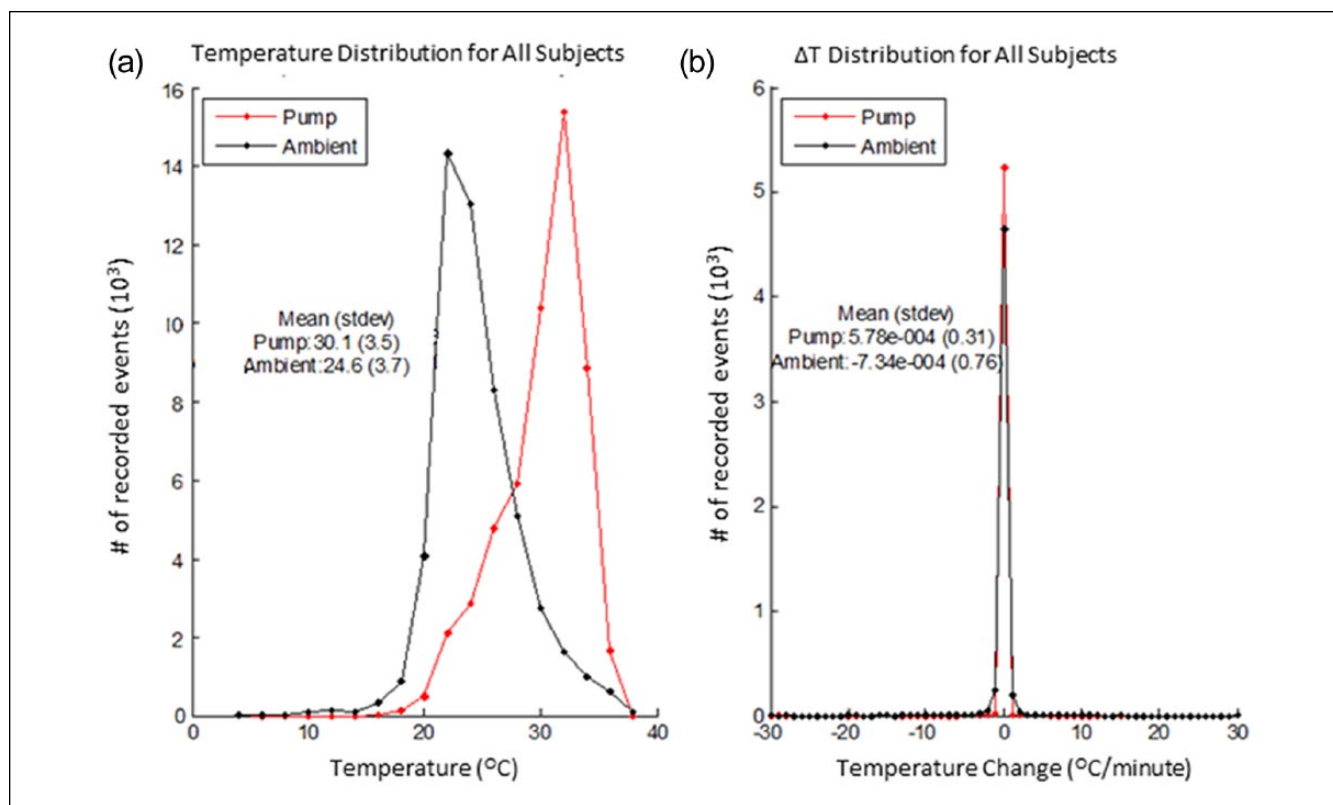 (a)
Temperature Distribution for All Subjects
16
14
12
10
8
6
4
2
0
# of recorded events (10³)
Pump
Ambient
Mean (stdev)
Pump:30.1 (3.5)
Ambient:24.6 (3.7)
0 20 30 40
Temperature (°C)
(b)
ΔT Distribution for All Subjects
6
5
4
3
2
1
0
# of recorded events (10³)
Pump
Ambient
Mean (stdev)
Pump:5.78e-004 (0.31)
Ambient:-7.34e-004 (0.76)
-30 -20 -10 0 10 20 30
Temperature Change (°C/minute)